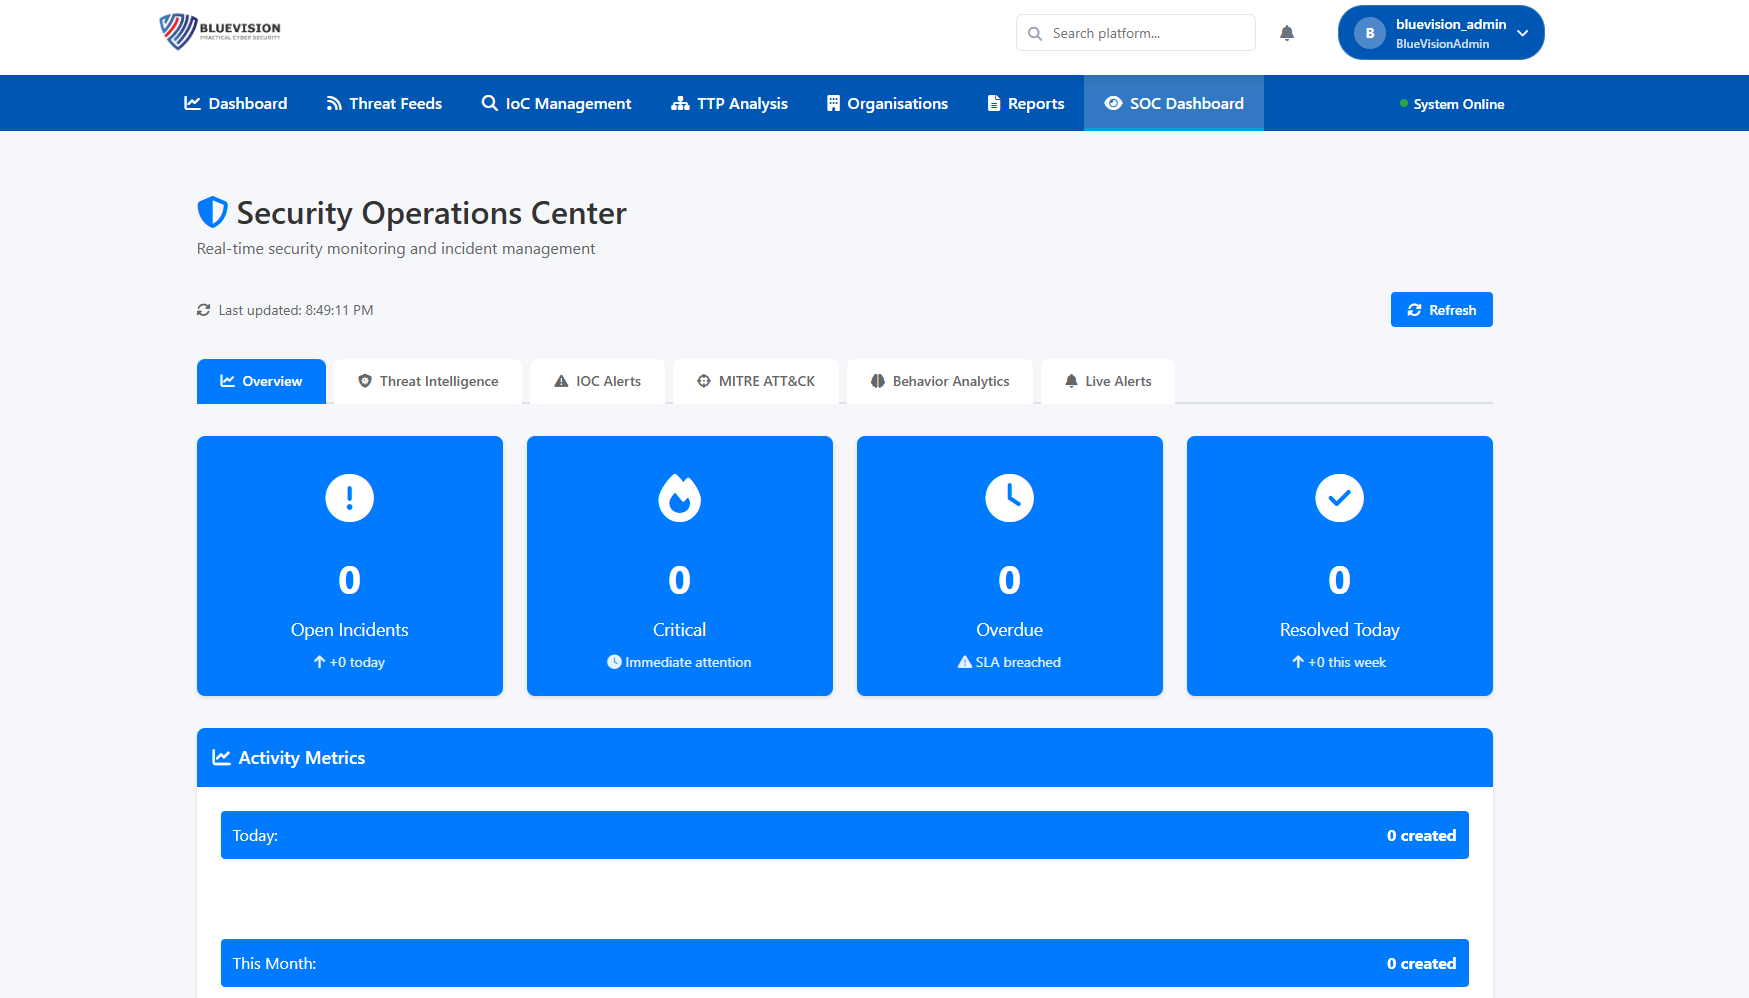 BLUEVISION
PRACTICAL CYBER SECURITY
Search platform...
B
bluevision_admin
BlueVisionAdmin
Dashboard
Threat Feeds
IoC Management
TTP Analysis
Organisations
Reports
SOC Dashboard
System Online
Security Operations Center
Real-time security monitoring and incident management
Last updated: 8:49:11 PM
Refresh
Overview
Threat Intelligence
IOC Alerts
MITRE ATT&CK
Behavior Analytics
Live Alerts
0
Open Incidents
+0 today
0
Critical
Immediate attention
0
Overdue
SLA breached
0
Resolved Today
+0 this week
Activity Metrics
Today:
0 created
This Month:
0 created